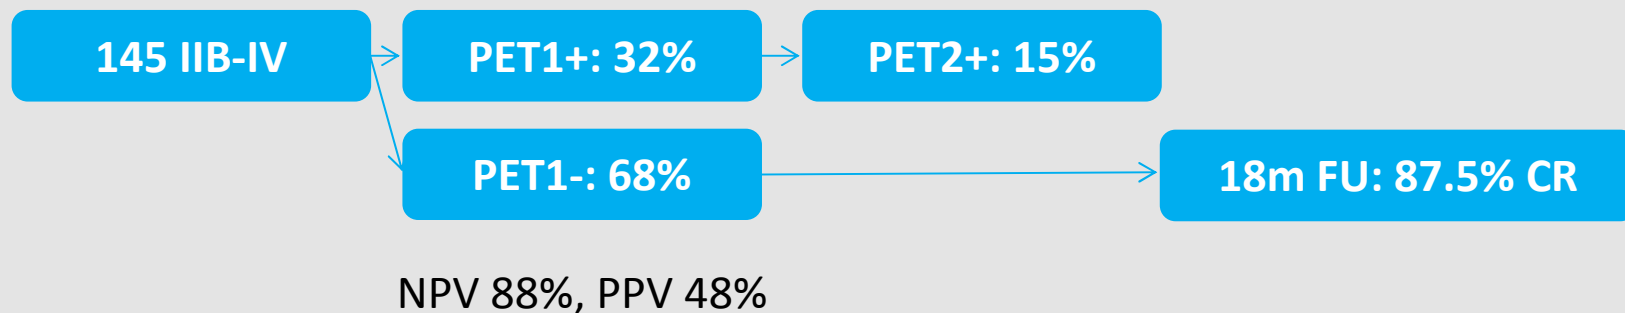 145 IIB-IV
PET1+: 32%
PET2+: 15%
PET1-: 68%
18m FU: 87.5% CR
NPV 88%, PPV 48%